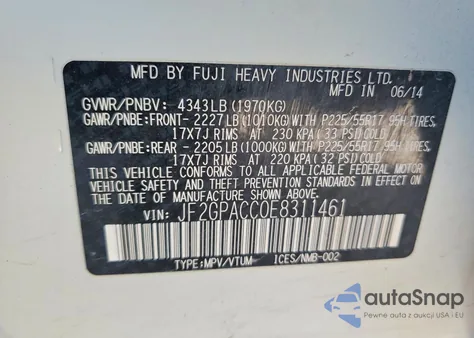 MFD BY FUJI HEAVY INDUSTRIES LTD.
MFD IN 06/14
GVWR/PNBV: 4343LB(1970KG)
GAWR/PNBE:FRONT- 2227LB(1010KG)WITH P225/55R17 95H TIRES,
17X7J RIMS AT 230 KPA(33 PSI)COLD
GAWR/PNBE:REAR - 2205LB(1000KG)WITH P225/55R17 95H TIRES,
17X7J RIMS AT 220 KPA(32 PSI)COLD
THIS VEHICLE CONFORMS TO ALL APPLICABLE FEDERAL MOTOR
VEHICLE SAFETY STANDARDS IN EFFECT ON THE
DATE OF MANUFACTURE SHOWN ABOVE.
VIN: JF2GPACC0E8311461
TYPE:MPV/VTUM ICES/NMB-002
autoSnap
Pewne auta z USA i EU